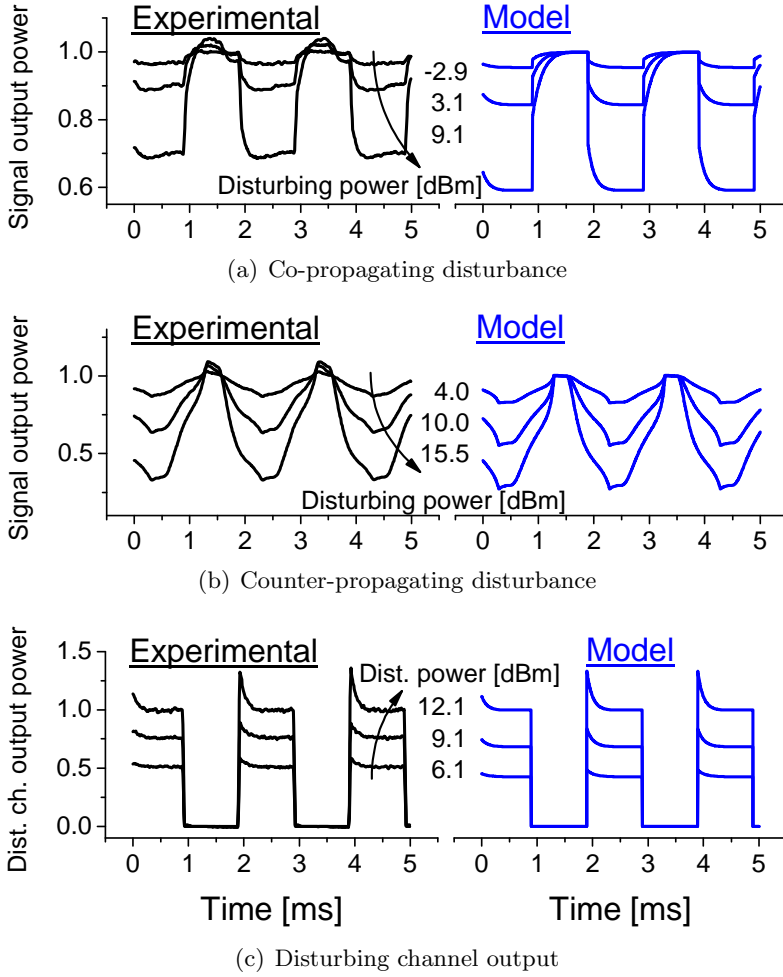 Experimental
Model
Signal output power
1.0
0.8
0.6
-2.9
3.1
9.1
Disturbing power [dBm]
0 1 2 3 4 5
0 1 2 3 4 5
(a) Co-propagating disturbance
Experimental
Model
Signal output power
1.0
0.5
4.0
10.0
15.5
Disturbing power [dBm]
0 1 2 3 4 5
0 1 2 3 4 5
(b) Counter-propagating disturbance
Experimental
Model
Dist. ch. output power
1.5
1.0
0.5
0.0
Dist. power [dBm]
12.1
9.1
6.1
0 1 2 3 4 5
0 1 2 3 4 5
Time [ms]
Time [ms]
(c) Disturbing channel output